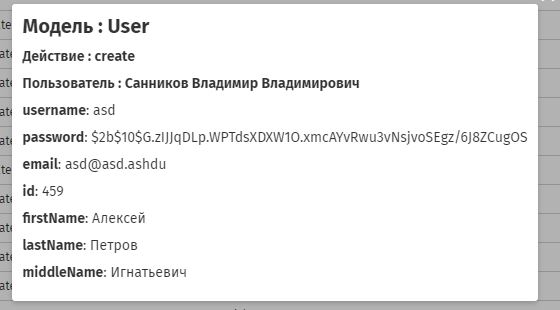 Модель : User
Действие : create
Пользователь : Санников Владимир Владимирович
username: asd
password: $2b$10$G.zIJJqDLp.WPTdsXDXW1O.xmcAYvRwu3vNsjvoSEgz/6J8ZCugOS
email: asd@asd.ashdu
id: 459
firstName: Алексей
lastName: Петров
middleName: Игнатьевич